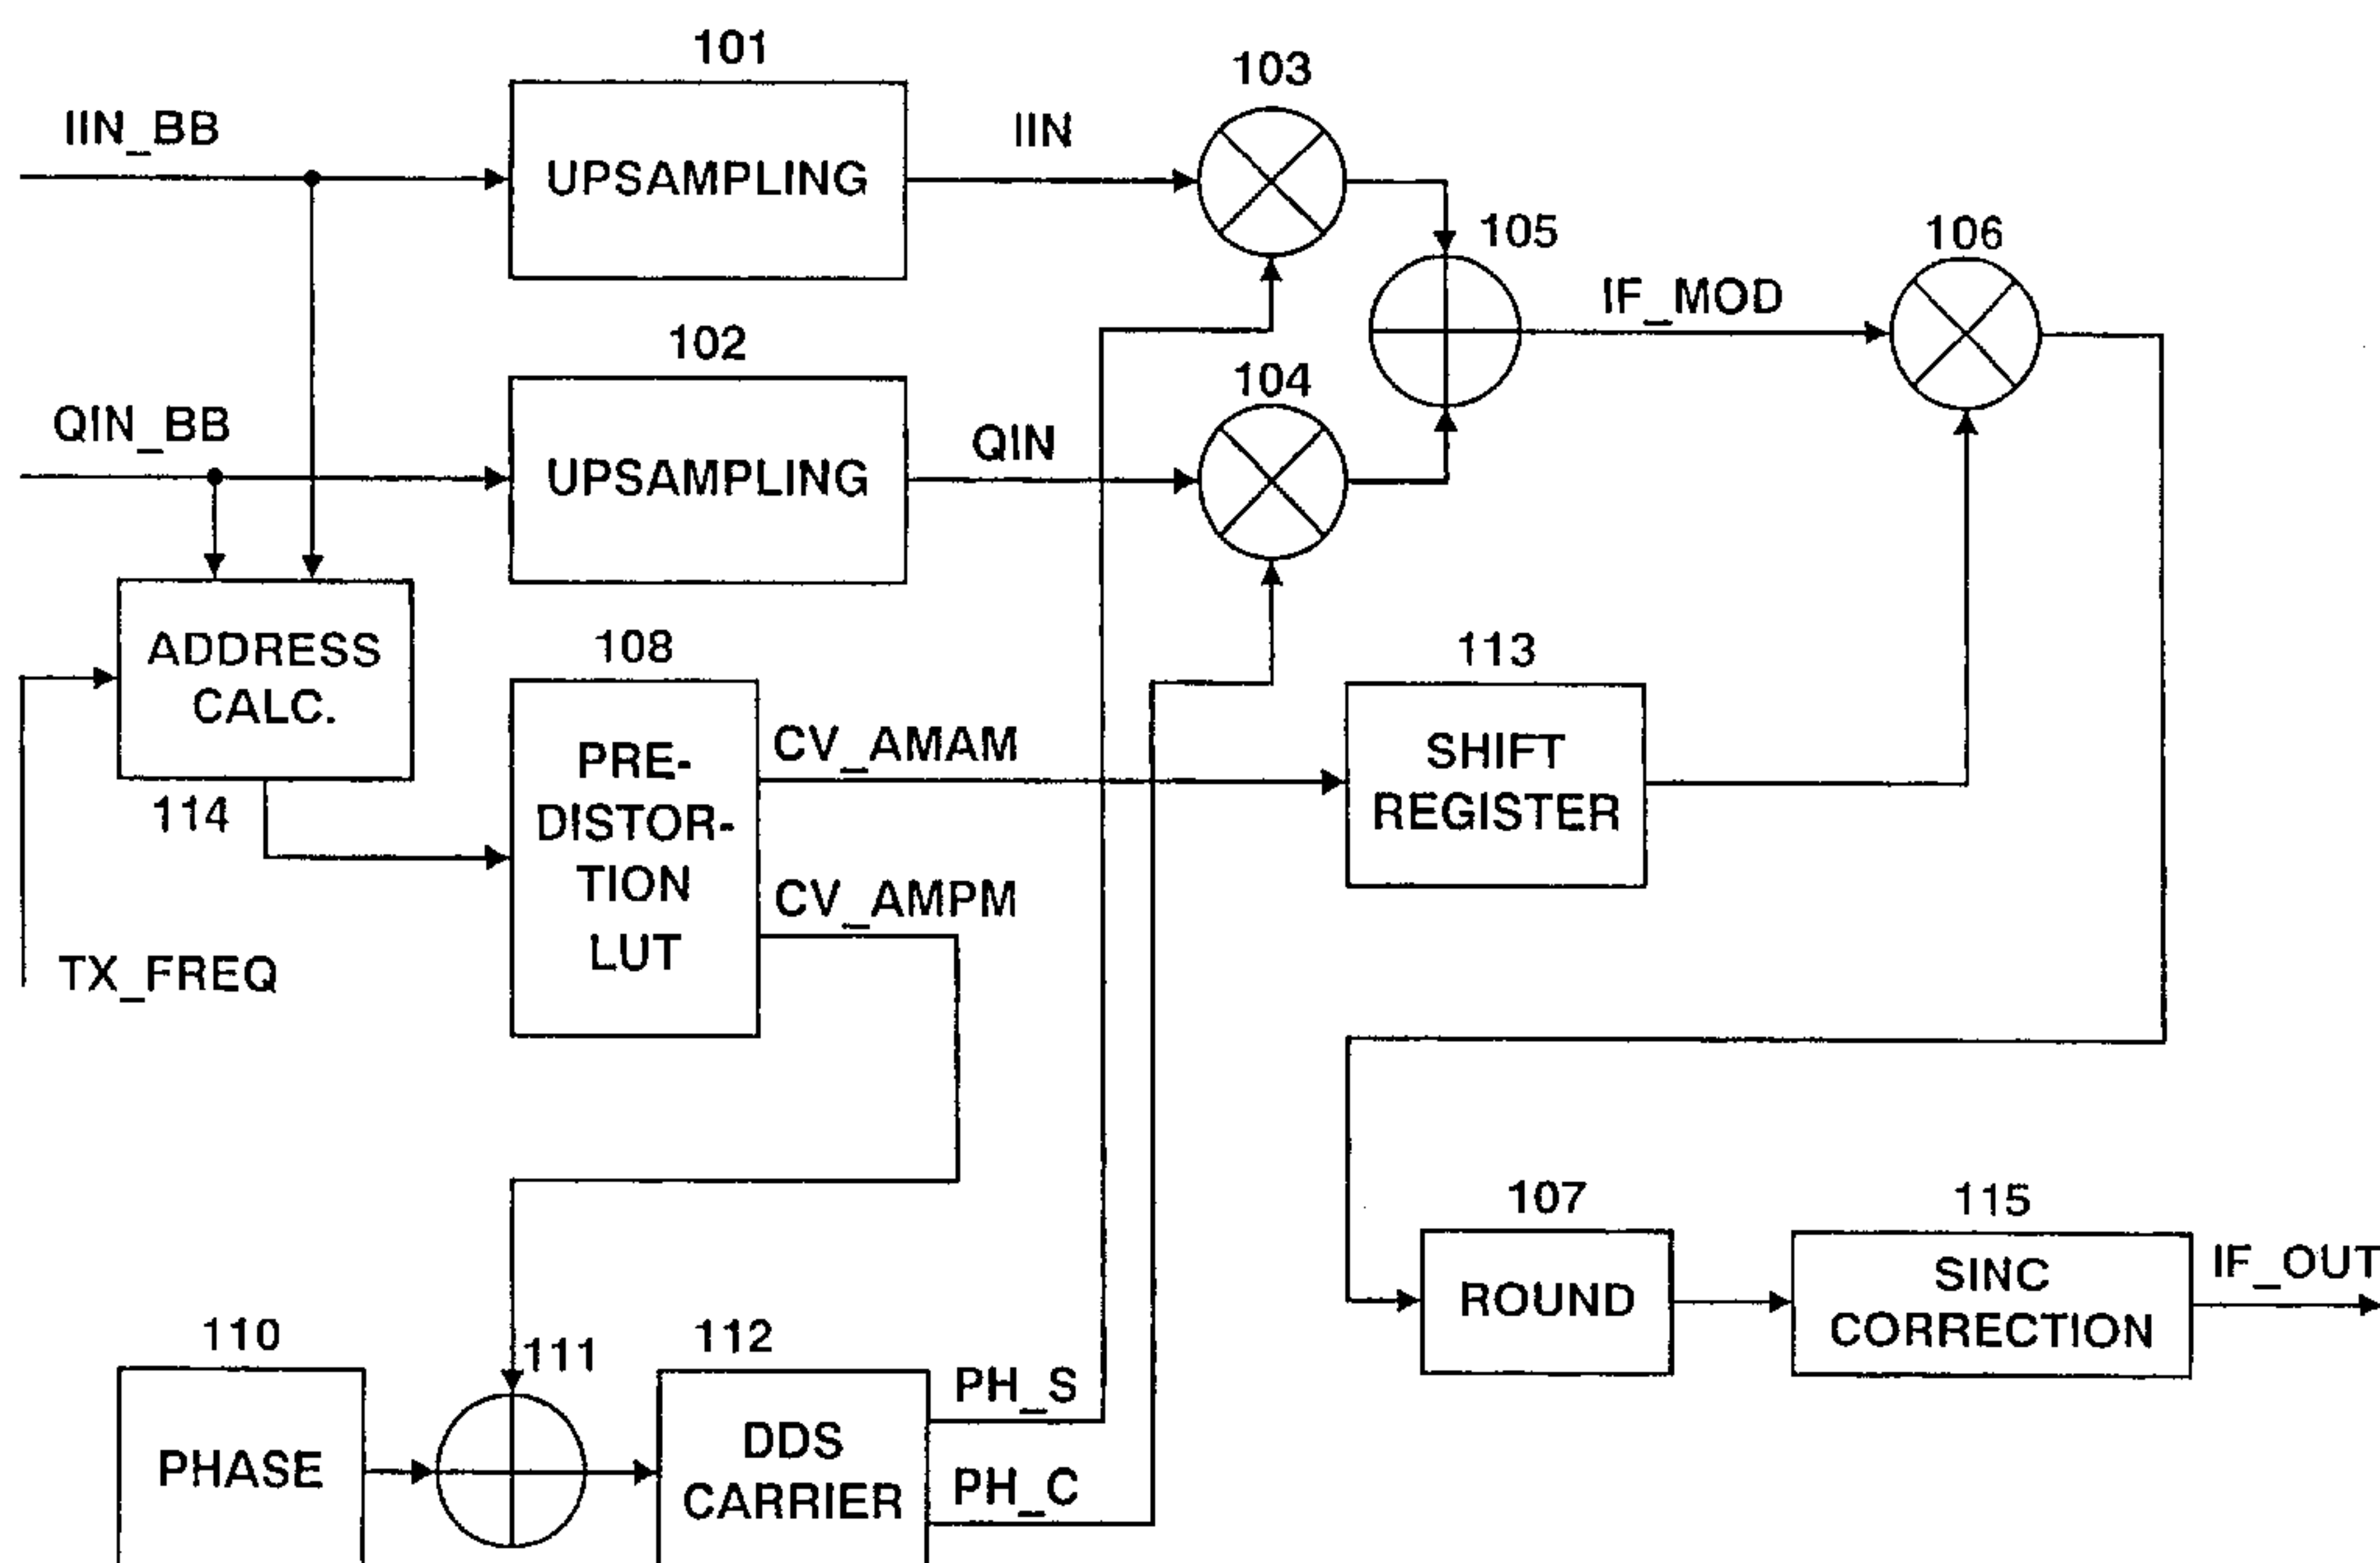 101
103
IIN_BB
UPSAMPLING
IIN
105
106
102
IF_MOD
104
QIN_BB
UPSAMPLING
QIN
ADDRESS
CALC.
114
108
113
PRE-
DISTOR-
TION
LUT
CV_AMAM
SHIFT
REGISTER
CV_AMPM
TX_FREQ
107
115
ROUND
SINC
CORRECTION
IF_OUT
110
111
112
PHASE
DDS
CARRIER
PH_S
PH_C